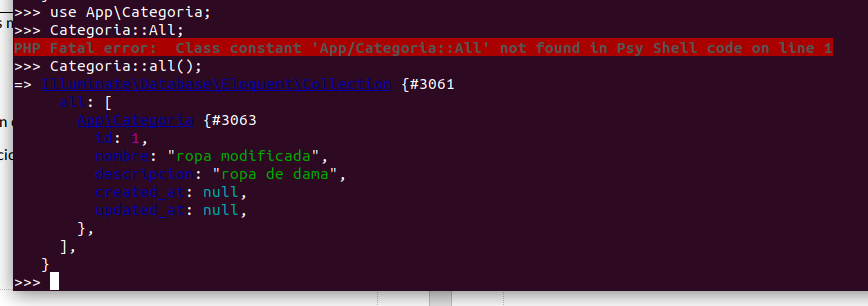 >>> use App\Categoria;
>>> Categoria::All;
PHP Fatal error:  Class constant 'App/Categoria::All' not found in Psy Shell code on line 1
>>> Categoria::all();
=> Illuminate\Database\Eloquent\Collection {#3061
     all: [
       App\Categoria {#3063
         id: 1,
         nombre: "ropa modificada",
         descripcion: "ropa de dama",
         created_at: null,
         updated_at: null,
       },
     ],
   }
>>>